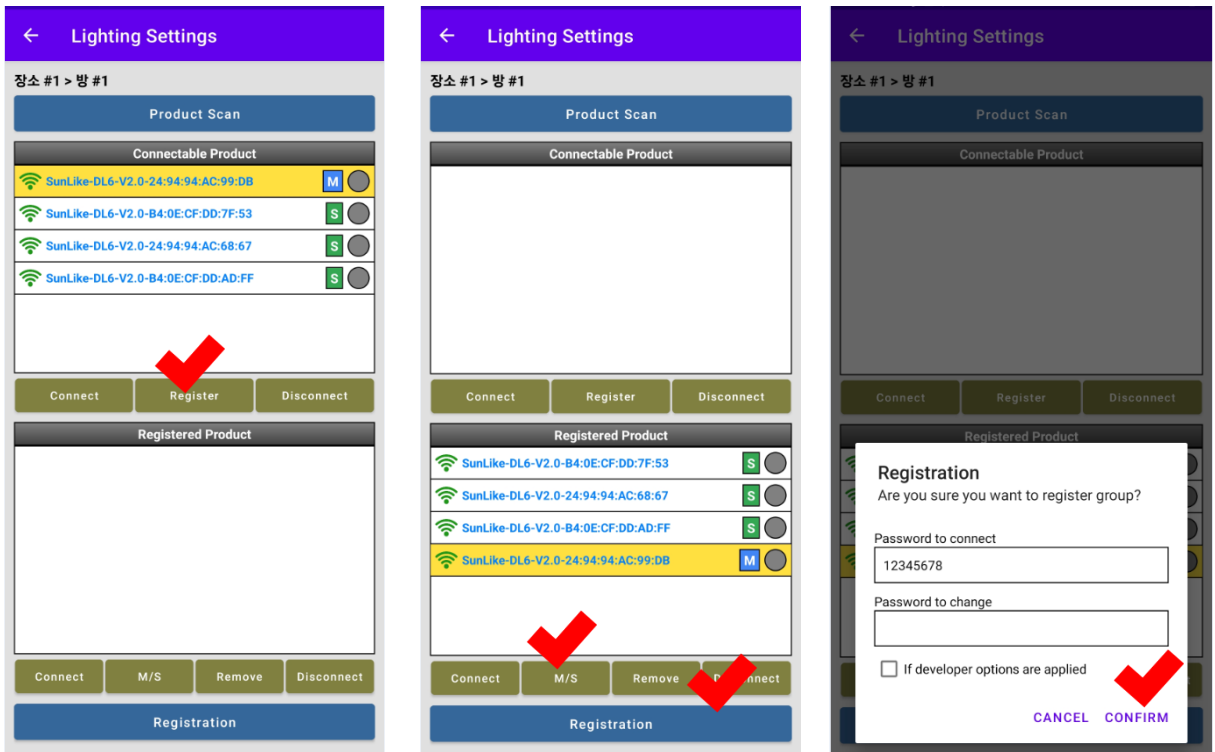 Lighting Settings
장소 #1 > 방 #1
Product Scan
Connectable Product
SunLike-DL6-V2.0-24:94:94:AC:99:DB M
SunLike-DL6-V2.0-B4:0E:CF:DD:7F:53 S
SunLike-DL6-V2.0-24:94:94:AC:68:67 S
SunLike-DL6-V2.0-B4:0E:CF:DD:AD:FF S
Connect Register Disconnect
Registered Product
Connect M/S Remove Disconnect
Registration
Lighting Settings
장소 #1 > 방 #1
Product Scan
Connectable Product
Connect Register Disconnect
Registered Product
SunLike-DL6-V2.0-B4:0E:CF:DD:7F:53 S
SunLike-DL6-V2.0-24:94:94:AC:68:67 S
SunLike-DL6-V2.0-B4:0E:CF:DD:AD:FF S
SunLike-DL6-V2.0-24:94:94:AC:99:DB M
Connect M/S Remove
Registration
Lighting Settings
장소 #1 > 방 #1
Product Scan
Connectable Product
Connect Register Disconnect
Registered Product
Registration
Are you sure you want to register group?
Password to connect
12345678
Password to change
If developer options are applied
CANCEL CONFIRM